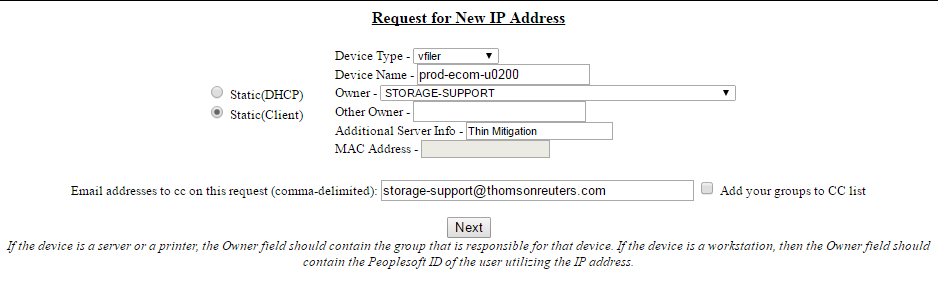 Request for New IP Address
Device Type - vfiler
Device Name - prod-ecom-u0200
Static(DHCP) Owner - STORAGE-SUPPORT
Static(Client) Other Owner -
Additional Server Info - Thin Mitigation
MAC Address -
Email addresses to cc on this request (comma-delimited): storage-support@thomsonreuters.com Add your groups to CC list
Next
If the device is a server or a printer, the Owner field should contain the group that is responsible for that device. If the device is a workstation, then the Owner field should
contain the Peoplesoft ID of the user utilizing the IP address.